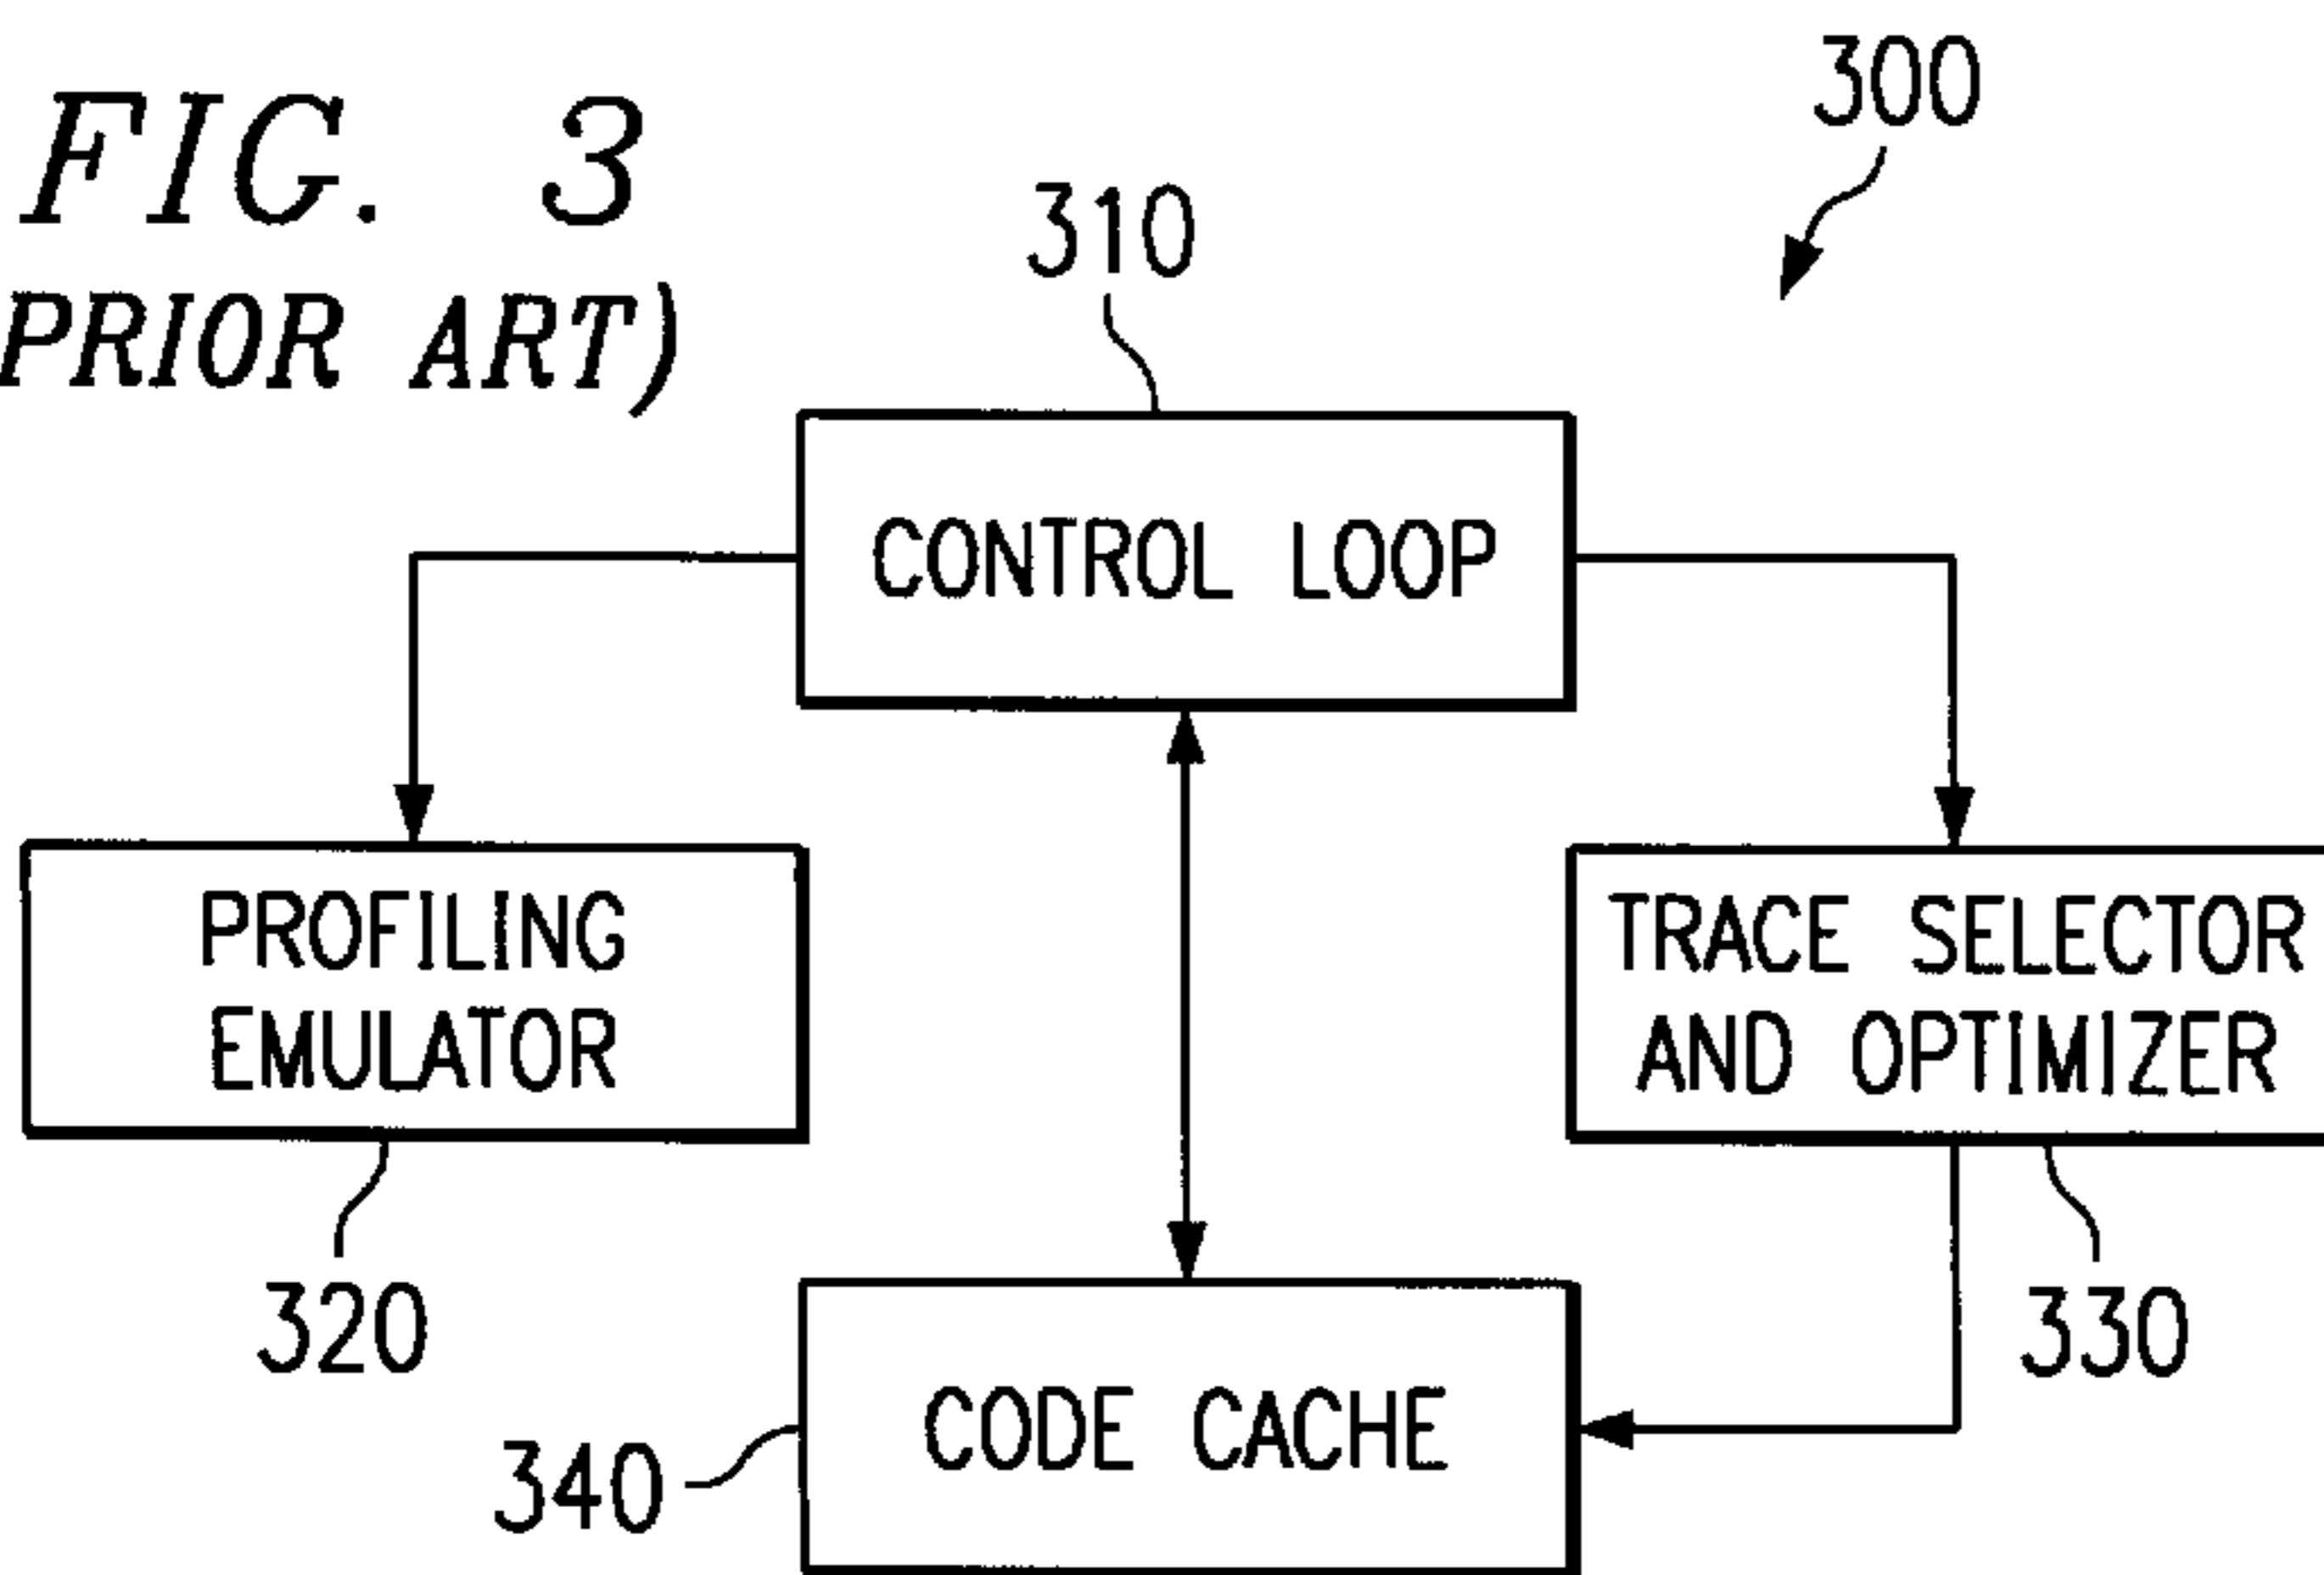 FIG. 3
PRIOR ART)
300
310
CONTROL LOOP
PROFILING
EMULATOR
TRACE SELECTOR
AND OPTIMIZER
320
330
CODE CACHE
340